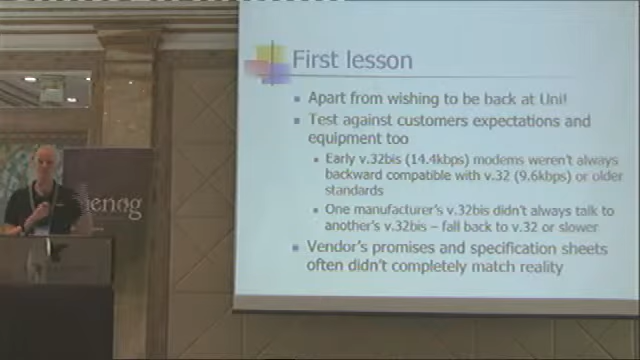 First lesson
Apart from wishing to be back at Uni!
Test against customers expectations and
equipment too
Early v.32bis (14.4kbps) modems weren't always
backward compatible with v.32 (9.6kbps) or older
standards
One manufacturer's v.32bis didn't always talk to
another's v.32bis – fall back to v.32 or slower
Vendor's promises and specification sheets
often didn't completely match reality
menog